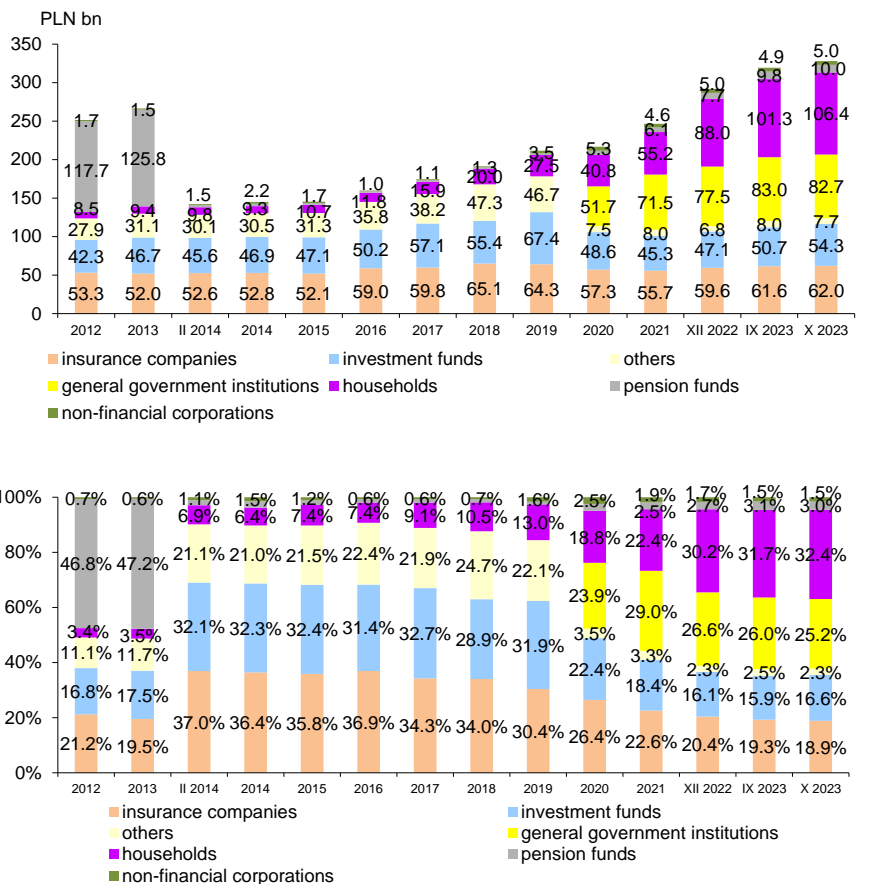 PLN bn
350
300
250
200
150
100
50
0
1.7 117.7 8.5 27.9 42.3 53.3
1.5 125.8 9.4 31.1 46.7 52.0
1.5 9.8 30.1 45.6 52.6
2.2 9.3 30.5 46.9 52.8
1.7 10.7 31.3 47.1 52.1
1.0 11.8 35.8 50.2 59.0
1.1 15.9 38.2 57.1 59.8
1.3 20.0 47.3 55.4 65.1
3.5 27.5 46.7 67.4 64.3
5.3 40.8 51.7 7.5 48.6 57.3
4.6 6.1 55.2 71.5 8.0 45.3 55.7
5.0 7.7 88.0 77.5 6.8 47.1 59.6
4.9 9.8 101.3 83.0 8.0 50.7 61.6
5.0 10.0 106.4 82.7 7.7 54.3 62.0
2012 2013 II 2014 2014 2015 2016 2017 2018 2019 2020 2021 XII 2022 IX 2023 X 2023
insurance companies investment funds others
general government institutions households pension funds
non-financial corporations
100%
80%
60%
40%
20%
0%
0.7% 46.8% 3.4% 11.1% 16.8% 21.2%
0.6% 47.2% 3.5% 11.7% 17.5% 19.5%
1.1% 6.9% 21.1% 32.1% 37.0%
1.5% 6.4% 21.0% 32.3% 36.4%
1.2% 7.4% 21.5% 32.4% 35.8%
0.6% 7.4% 22.4% 31.4% 36.9%
0.6% 9.1% 21.9% 32.7% 34.3%
0.7% 10.5% 24.7% 28.9% 34.0%
1.6% 13.0% 22.1% 31.9% 30.4%
2.5% 18.8% 23.9% 3.5% 22.4% 26.4%
1.9% 2.5% 22.4% 29.0% 3.3% 18.4% 22.6%
1.7% 2.7% 30.2% 26.6% 2.3% 16.1% 20.4%
1.5% 3.1% 31.7% 26.0% 2.5% 15.9% 19.3%
1.5% 3.0% 32.4% 25.2% 2.3% 16.6% 18.9%
2012 2013 II 2014 2014 2015 2016 2017 2018 2019 2020 2021 XII 2022 IX 2023 X 2023
insurance companies investment funds
others general government institutions
households pension funds
non-financial corporations